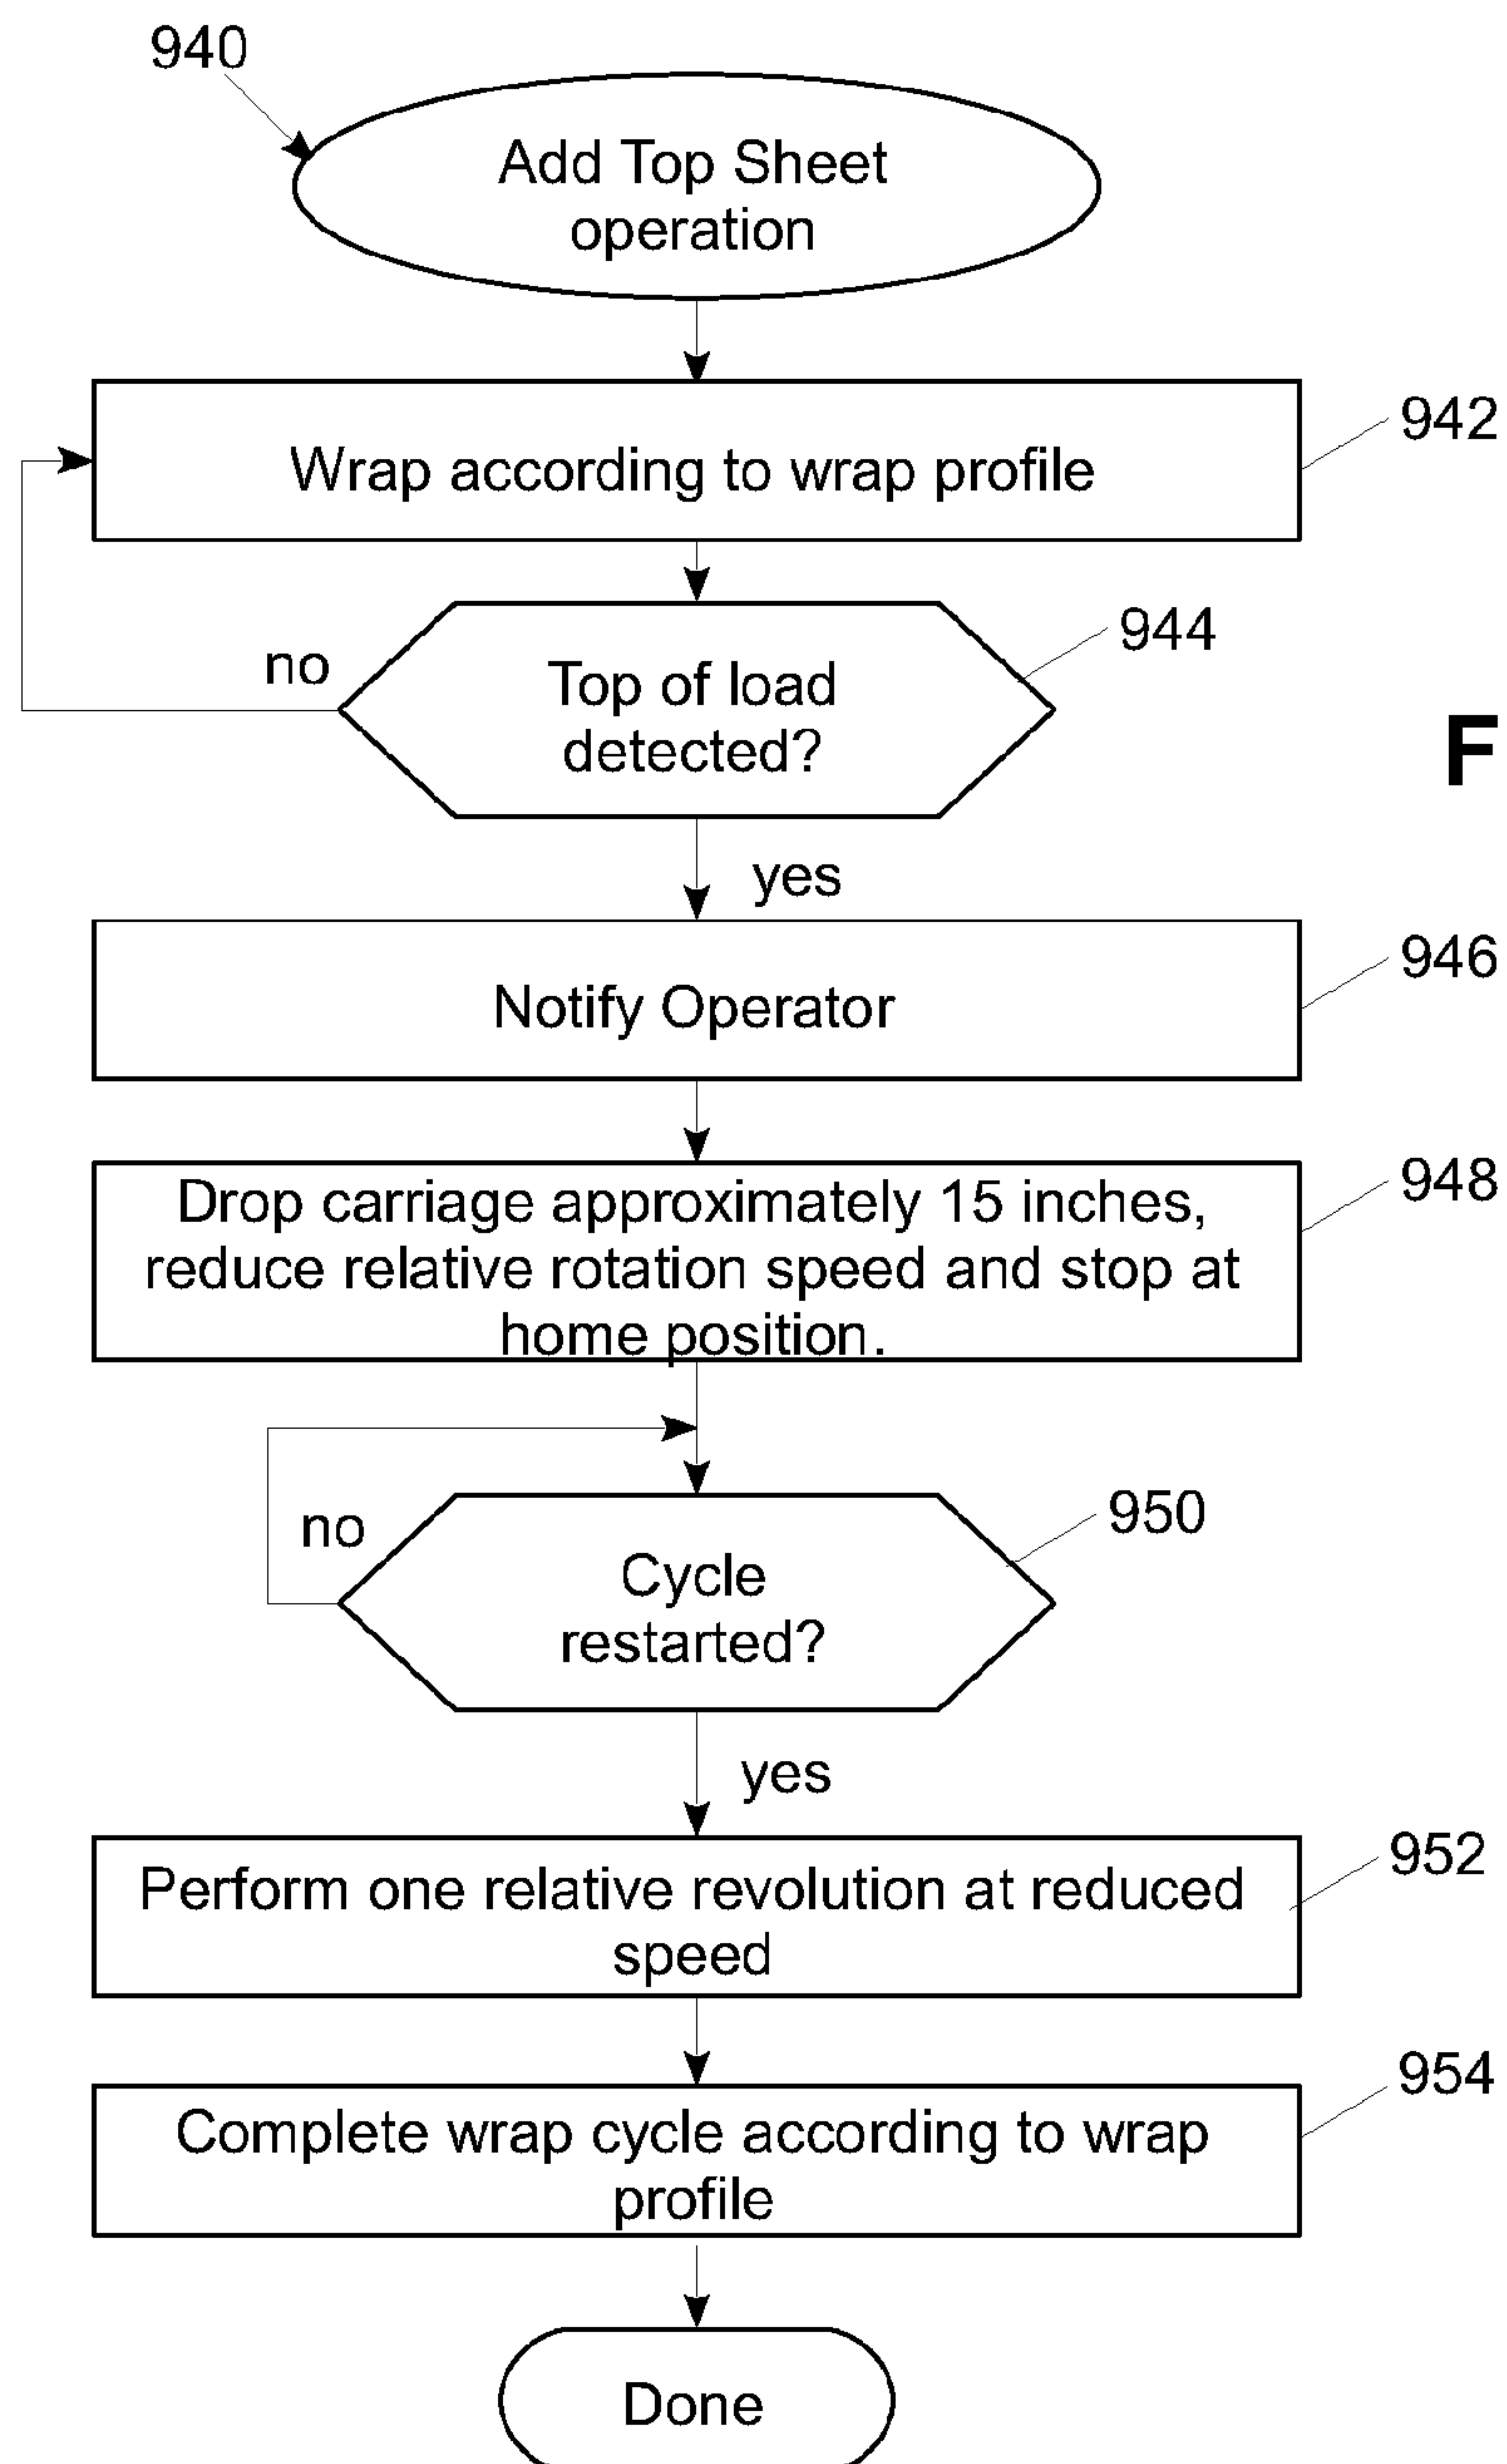 940
Add Top Sheet
operation
942
Wrap according to wrap profile
944
no
Top of load
detected?
F
yes
946
Notify Operator
948
Drop carriage approximately 15 inches,
reduce relative rotation speed and stop at
home position.
950
no
Cycle
restarted?
yes
952
Perform one relative revolution at reduced
speed
954
Complete wrap cycle according to wrap
profile
Done